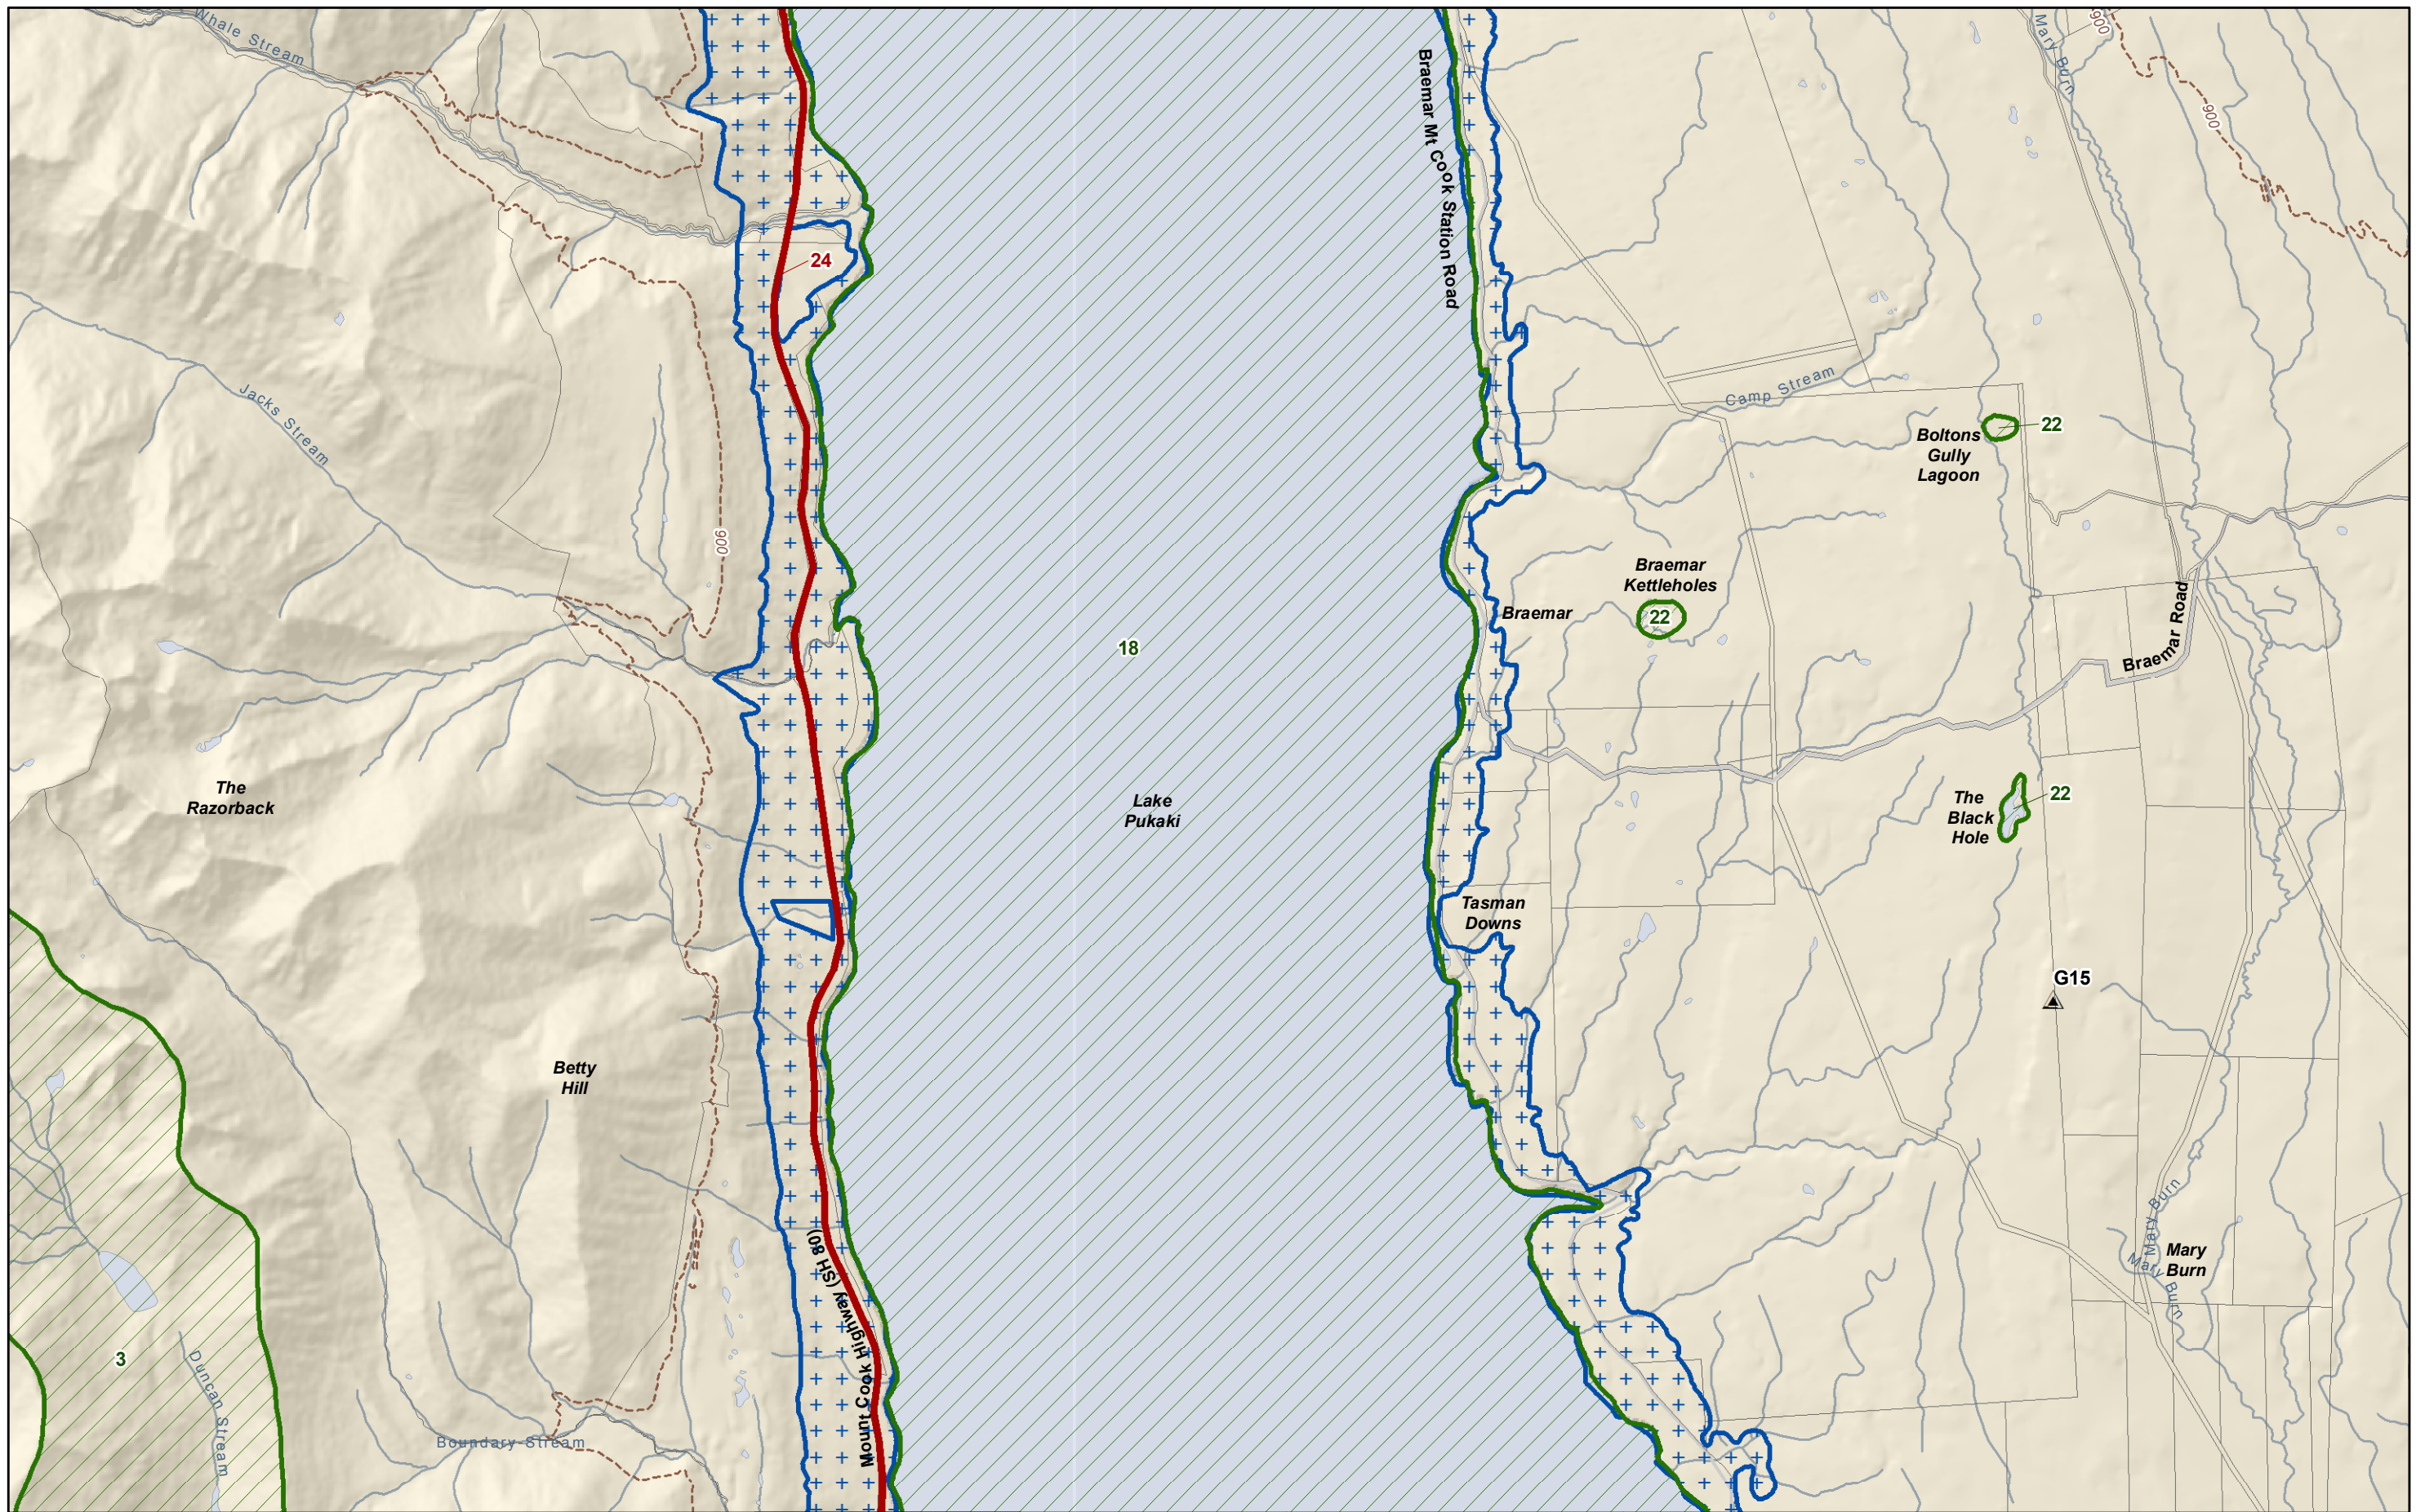 Whale Stream
Mary Burn
900
900
Braemar Mt Cook Station Road
24
Jacks Stream
Camp Stream
22
Boltons
Gully
Lagoon
900
Braemar
Kettleholes
22
Braemar
Braemar Road
18
The
Razorback
Lake
Pukaki
The
Black
Hole
22
Tasman
Downs
G15
Betty
Hill
Mary Burn
Mary Burn
Mary
Burn
Mount Cook Highway (SH 80)
3
Duncan Stream
Boundary Stream